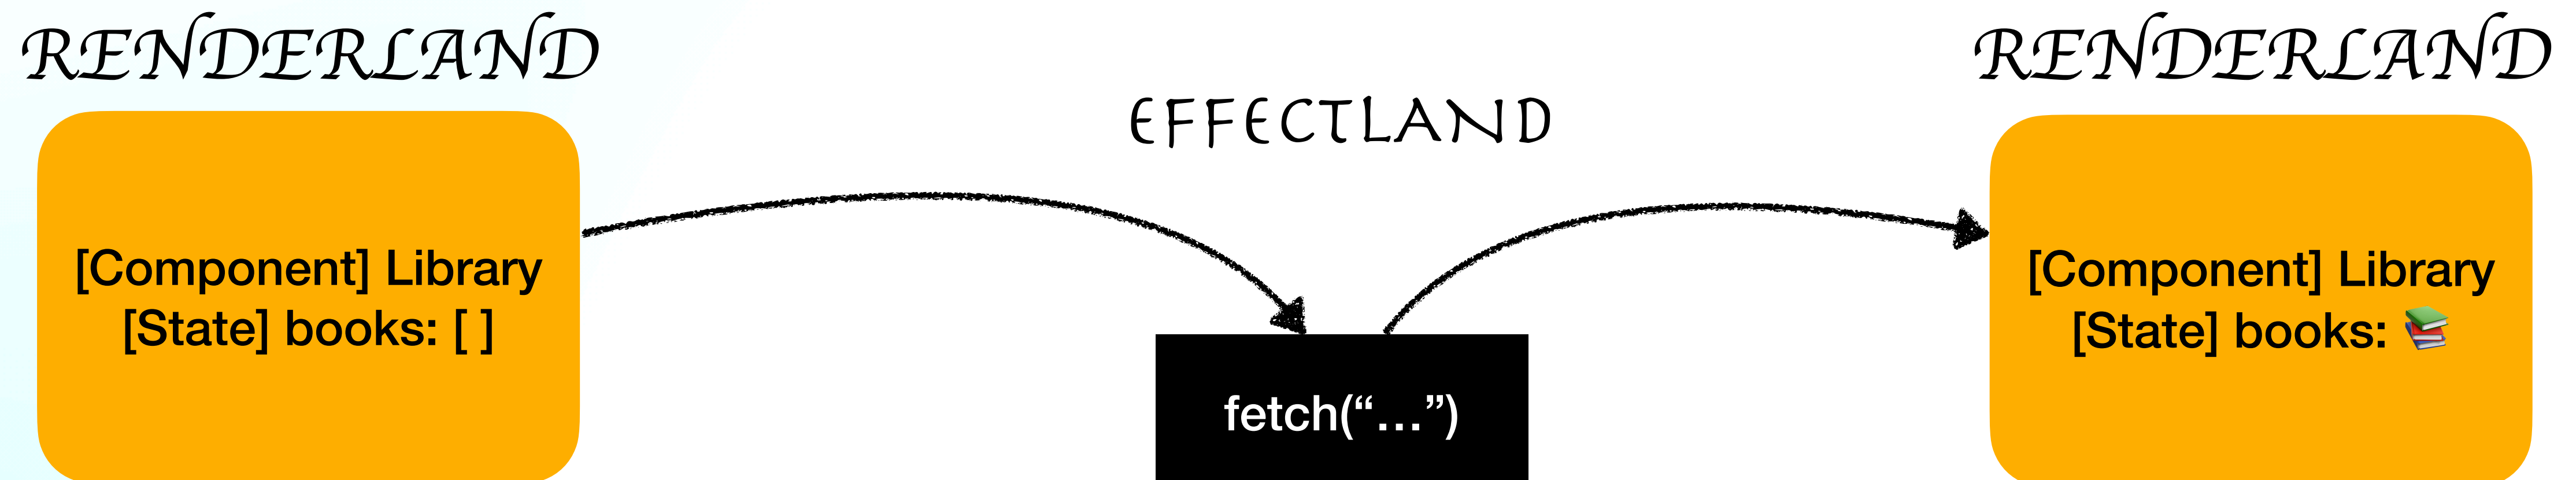 RENDERLAND
[Component] Library
[State] books: [ ]
EFFECTLAND
fetch(“…”)
RENDERLAND
[Component] Library
[State] books: 📚